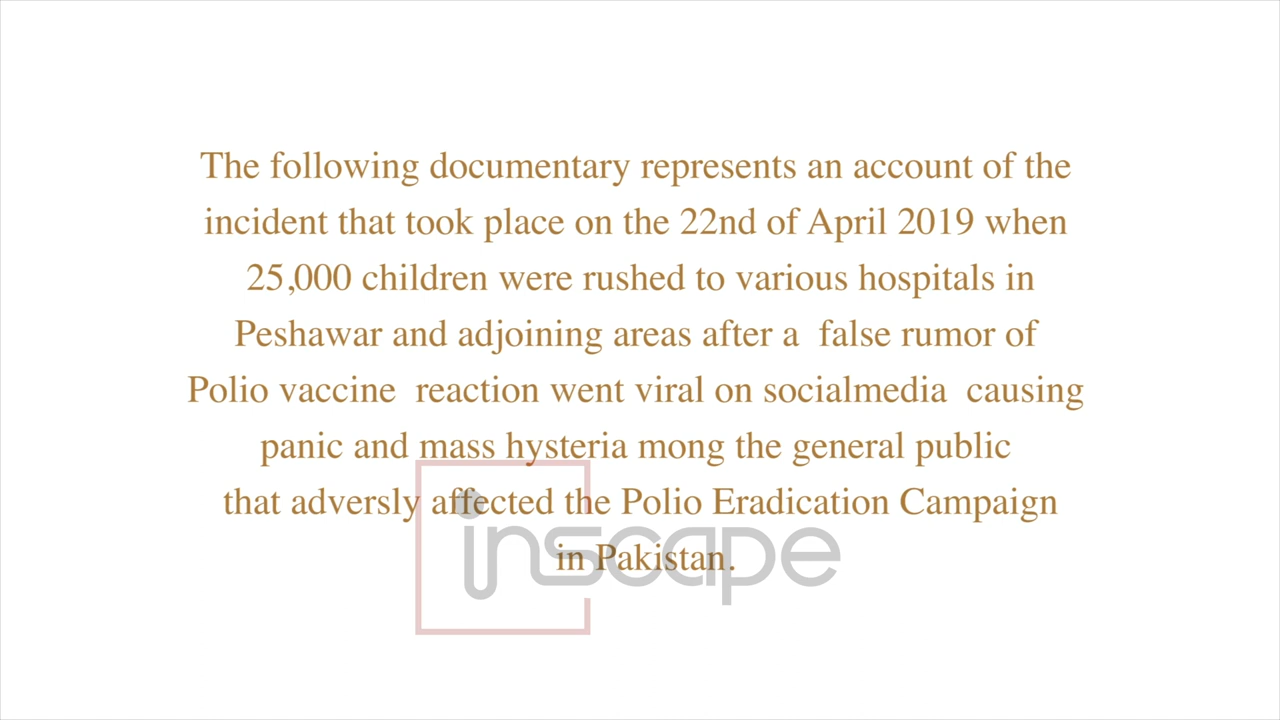 The following documentary represents an account of the
incident that took place on the 22nd of April 2019 when
25,000 children were rushed to various hospitals in
Peshawar and adjoining areas after a  false rumor of
Polio vaccine  reaction went viral on socialmedia  causing
panic and mass hysteria mong the general public
that adversly affected the Polio Eradication Campaign
in Pakistan.
inscape